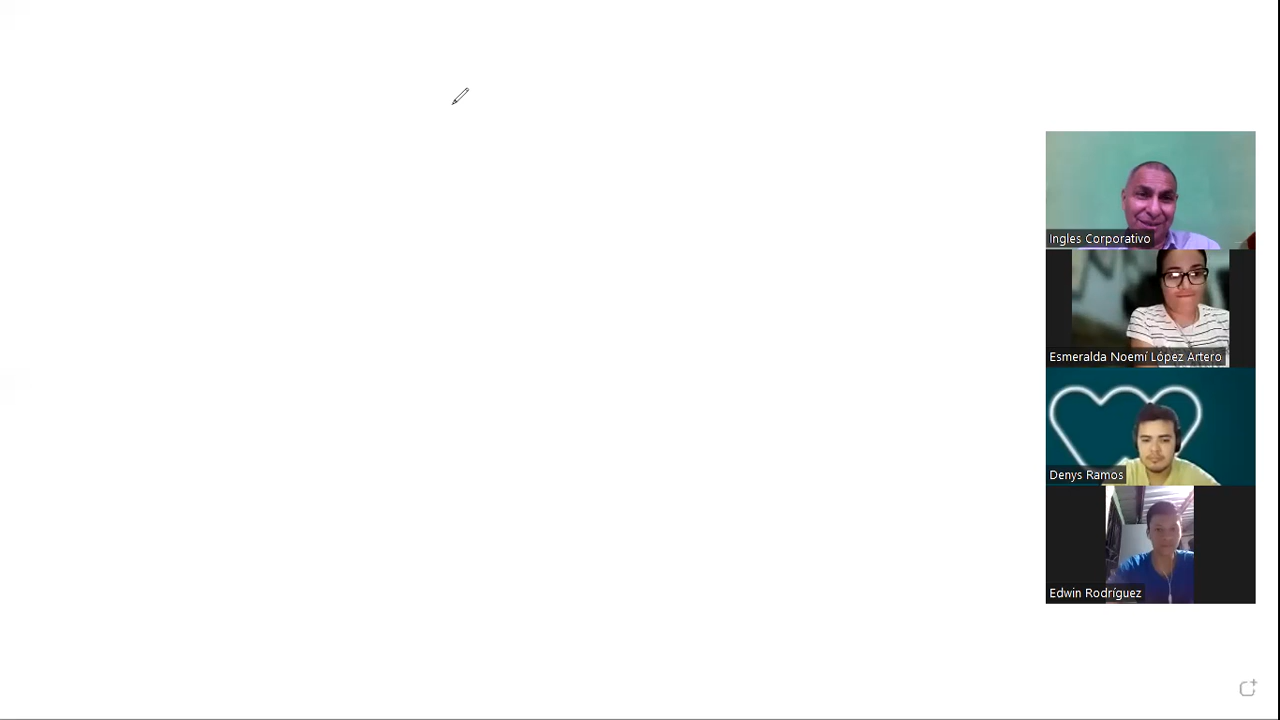 Ingles Corporativo
Esmeralda Noemí López Artero
Denys Ramos
Edwin Rodríguez